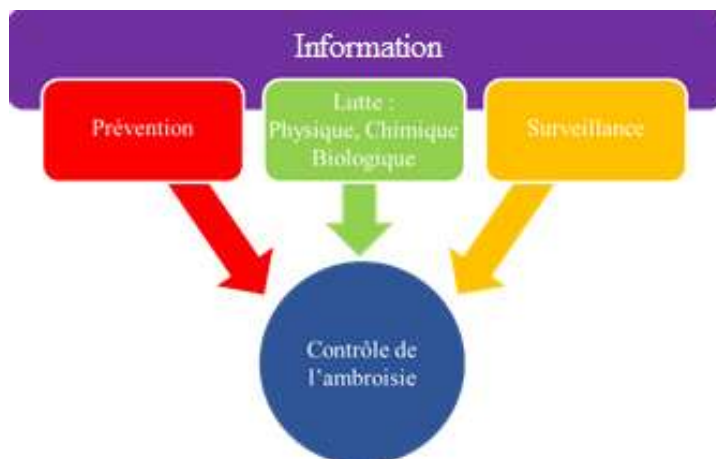 Information
Prévention
Lutte :
Physique, Chimique
Biologique
Surveillance
Contrôle de
l'ambroisie